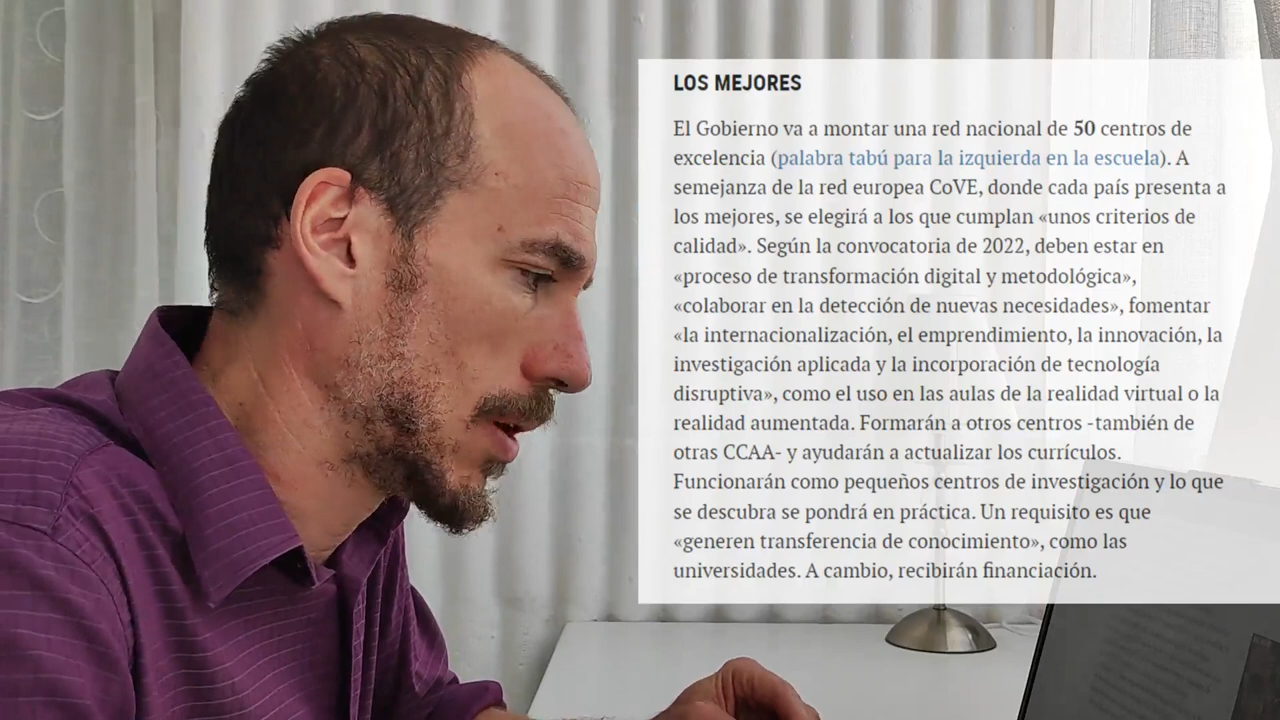 LOS MEJORES
El Gobierno va a montar una red nacional de 50 centros de
excelencia (palabra tabú para la izquierda en la escuela). A
semejanza de la red europea CoVE, donde cada país presenta a
los mejores, se elegirá a los que cumplan «unos criterios de
calidad». Según la convocatoria de 2022, deben estar en
«proceso de transformación digital y metodológica»,
«colaborar en la detección de nuevas necesidades», fomentar
«la internacionalización, el emprendimiento, la innovación, la
investigación aplicada y la incorporación de tecnología
disruptiva», como el uso en las aulas de la realidad virtual o la
realidad aumentada. Formarán a otros centros -también de
otras CCAA- y ayudarán a actualizar los currículos.
Funcionarán como pequeños centros de investigación y lo que
se descubra se pondrá en práctica. Un requisito es que
«generen transferencia de conocimiento», como las
universidades. A cambio, recibirán financiación.